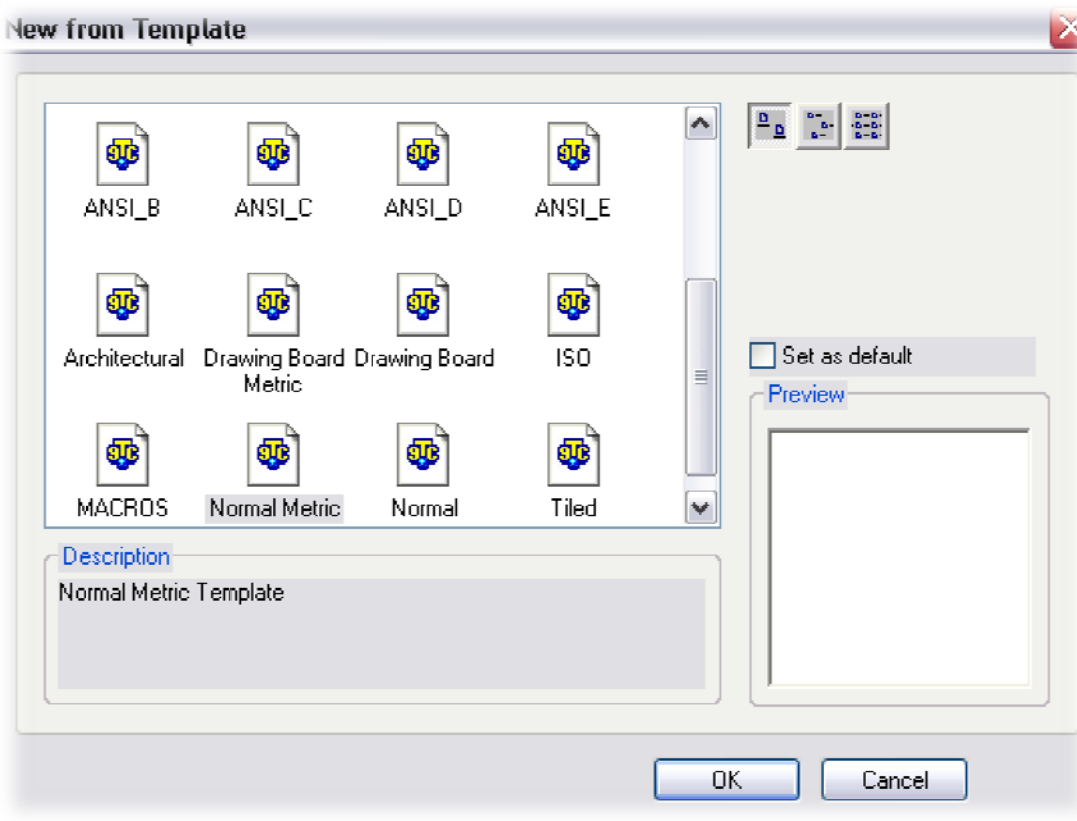 New from Template
ANSI_B ANSI_C ANSI_D ANSI_E
Architectural Drawing Board Metric Drawing Board ISO
MACROS Normal Metric Normal Tiled
Set as default
Preview
Description
Normal Metric Template
OK Cancel